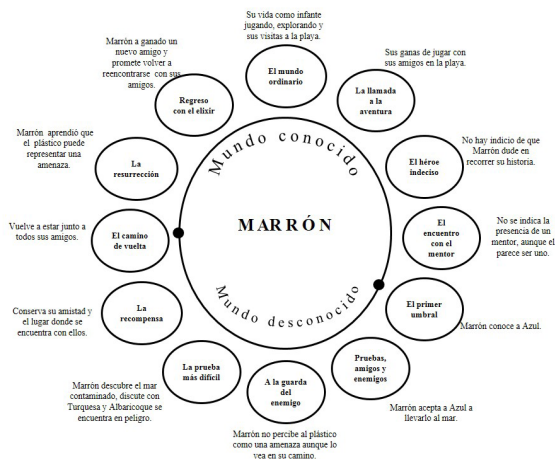 Su vida como infante
jugando, explorando y
sus visitas a la playa.
El mundo
ordinario
Sus ganas de jugar con
sus amigos en la playa.
La llamada
a la
aventura
No hay indicio de que
Marrón dude en
recorrer su historia.
El héroe
indeciso
No se indica la
presencia de un
mentor, aunque el
parece ser uno.
El
encuentro
con el
mentor
El primer
umbral
Marrón conoce a Azul.
Pruebas,
amigos y
enemigos
Marrón acepta a Azul a
llevarlo al mar.
A la guarda
del
enemigo
Marrón no percibe al plástico
como una amenaza aunque lo
vea en su camino.
La prueba
más difícil
Marrón descubre el mar
contaminado, discute con
Turquesa y Albaricoque se
encuentra en peligro.
La
recompensa
Conserva su amistad y
el lugar donde se
encuentra con ellos.
El camino
de vuelta
Vuelve a estar junto a
todos sus amigos.
La
resurrección
Marrón aprendió que
el plástico puede
representar una
amenaza.
Regreso
con el elixir
Marrón a ganado un
nuevo amigo y
promete volver a
reencontrarse con sus
amigos.
Mundo conocido
MARRÓN
Mundo desconocido